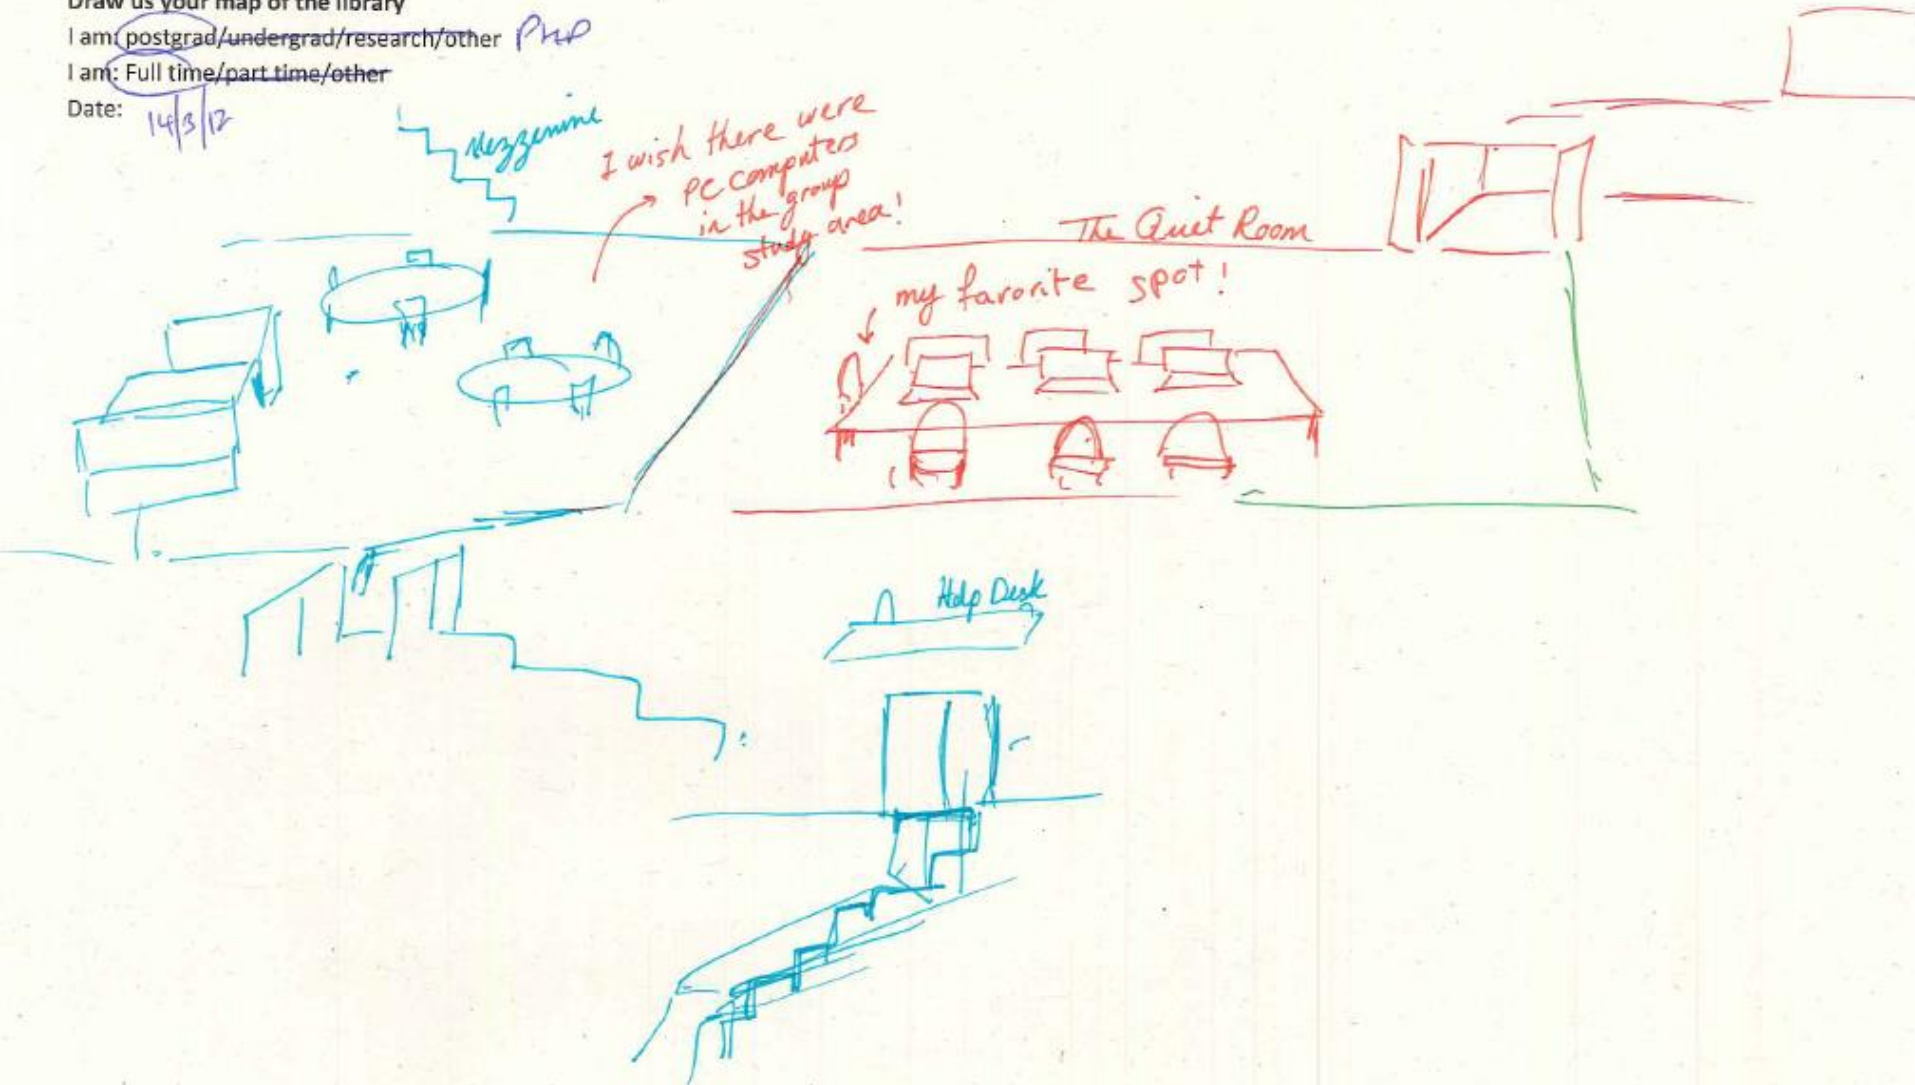 Draw us your map of the library
I am: postgrad/undergrad/research/other PhD
I am: Full time/part time/other
Date: 14/3/12
Mezzanine
I wish there were
PC computers
in the group
study area!
The Quiet Room
my favorite spot!
Help Desk